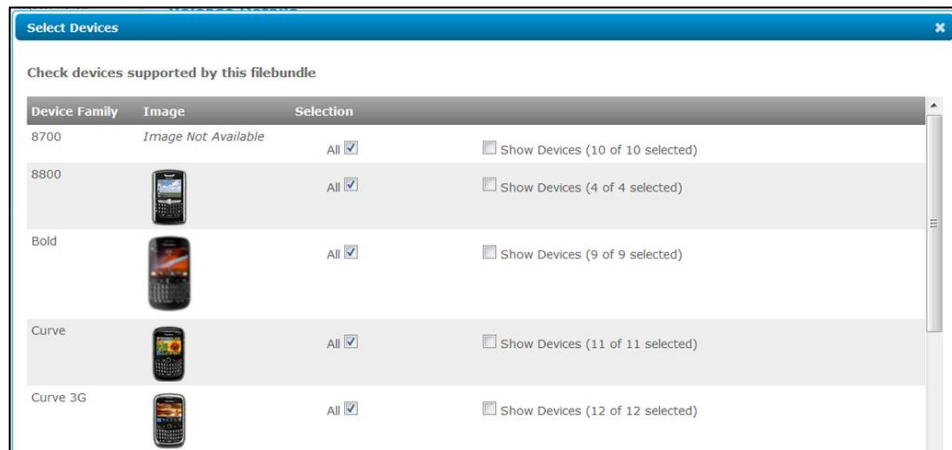 Select Devices
Check devices supported by this filebundle
Device Family Image Selection
8700 Image Not Available All Show Devices (10 of 10 selected)
8800 All Show Devices (4 of 4 selected)
Bold All Show Devices (9 of 9 selected)
Curve All Show Devices (11 of 11 selected)
Curve 3G All Show Devices (12 of 12 selected)